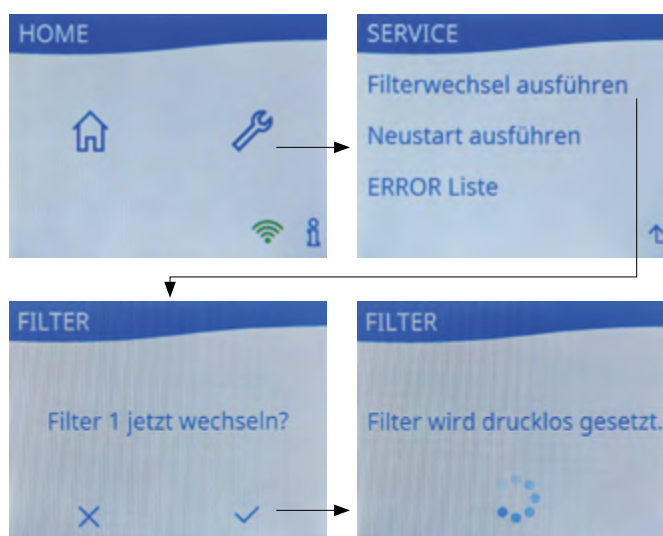 HOME
SERVICE
Filterwechsel ausführen
Neustart ausführen
ERROR Liste
FILTER
Filter 1 jetzt wechseln?
FILTER
Filter wird drucklos gesetzt.